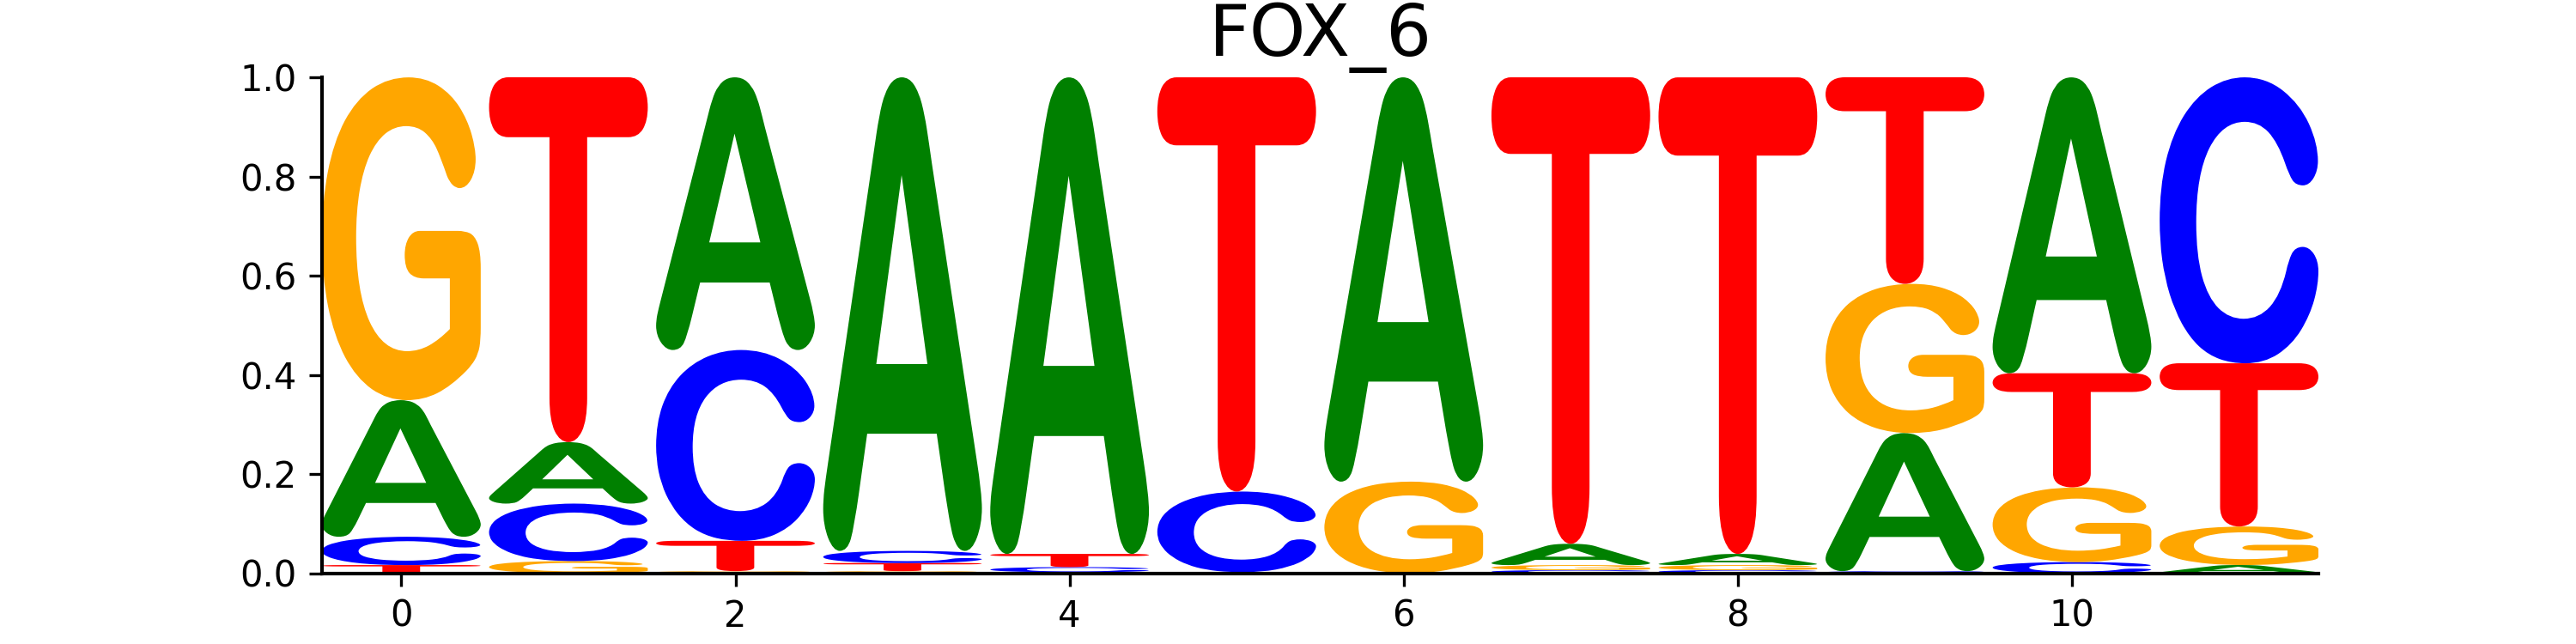 FOX_6
1.0
0.8
0.6
0.4
0.2
0.0
G T A A A T A T T T A C
A A C C G G T T
C C T C T A A A G G
T G T C G G C A
0 2 4 6 8 10